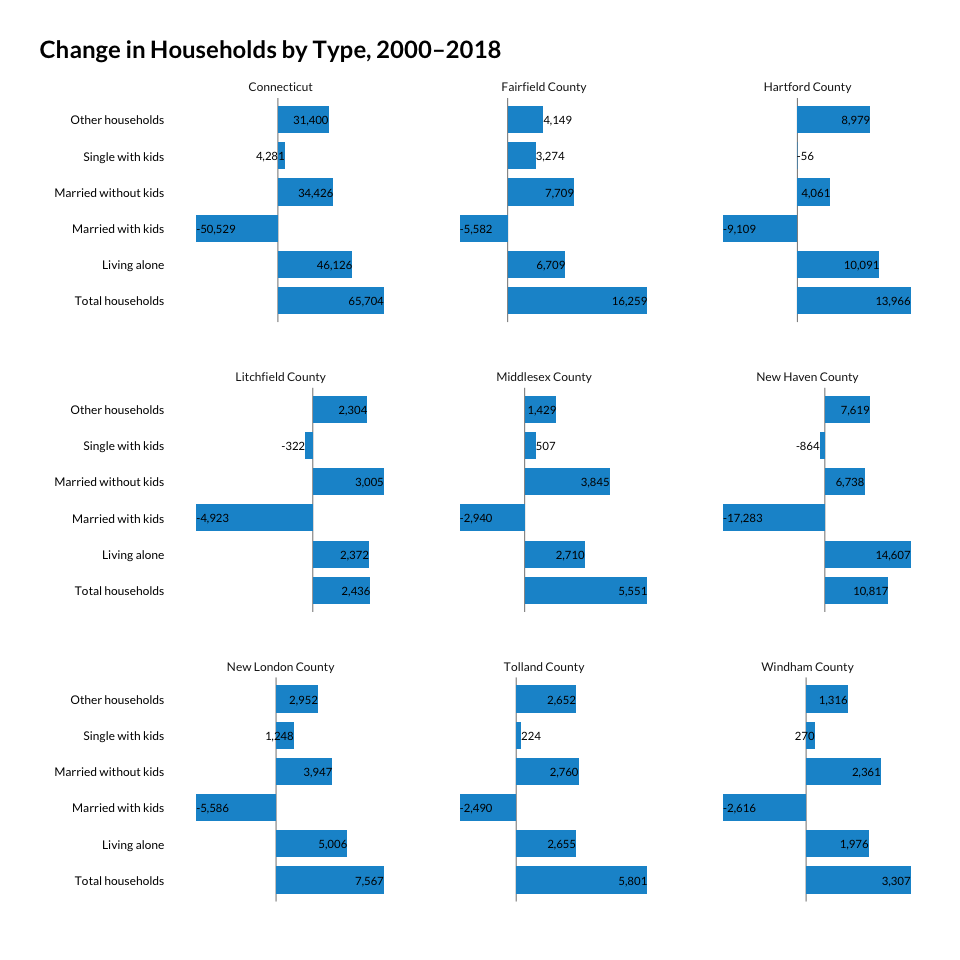 Change in Households by Type, 2000–2018
Connecticut Fairfield County Hartford County
Other households 31,400 4,149 8,979
Single with kids 4,281 3,274 -56
Married without kids 34,426 7,709 4,061
Married with kids -50,529 -5,582 -9,109
Living alone 46,126 6,709 10,091
Total households 65,704 16,259 13,966
Litchfield County Middlesex County New Haven County
Other households 2,304 1,429 7,619
Single with kids -322 507 -864
Married without kids 3,005 3,845 6,738
Married with kids -4,923 -2,940 -17,283
Living alone 2,372 2,710 14,607
Total households 2,436 5,551 10,817
New London County Tolland County Windham County
Other households 2,952 2,652 1,316
Single with kids 1,248 224 270
Married without kids 3,947 2,760 2,361
Married with kids -5,586 -2,490 -2,616
Living alone 5,006 2,655 1,976
Total households 7,567 5,801 3,307